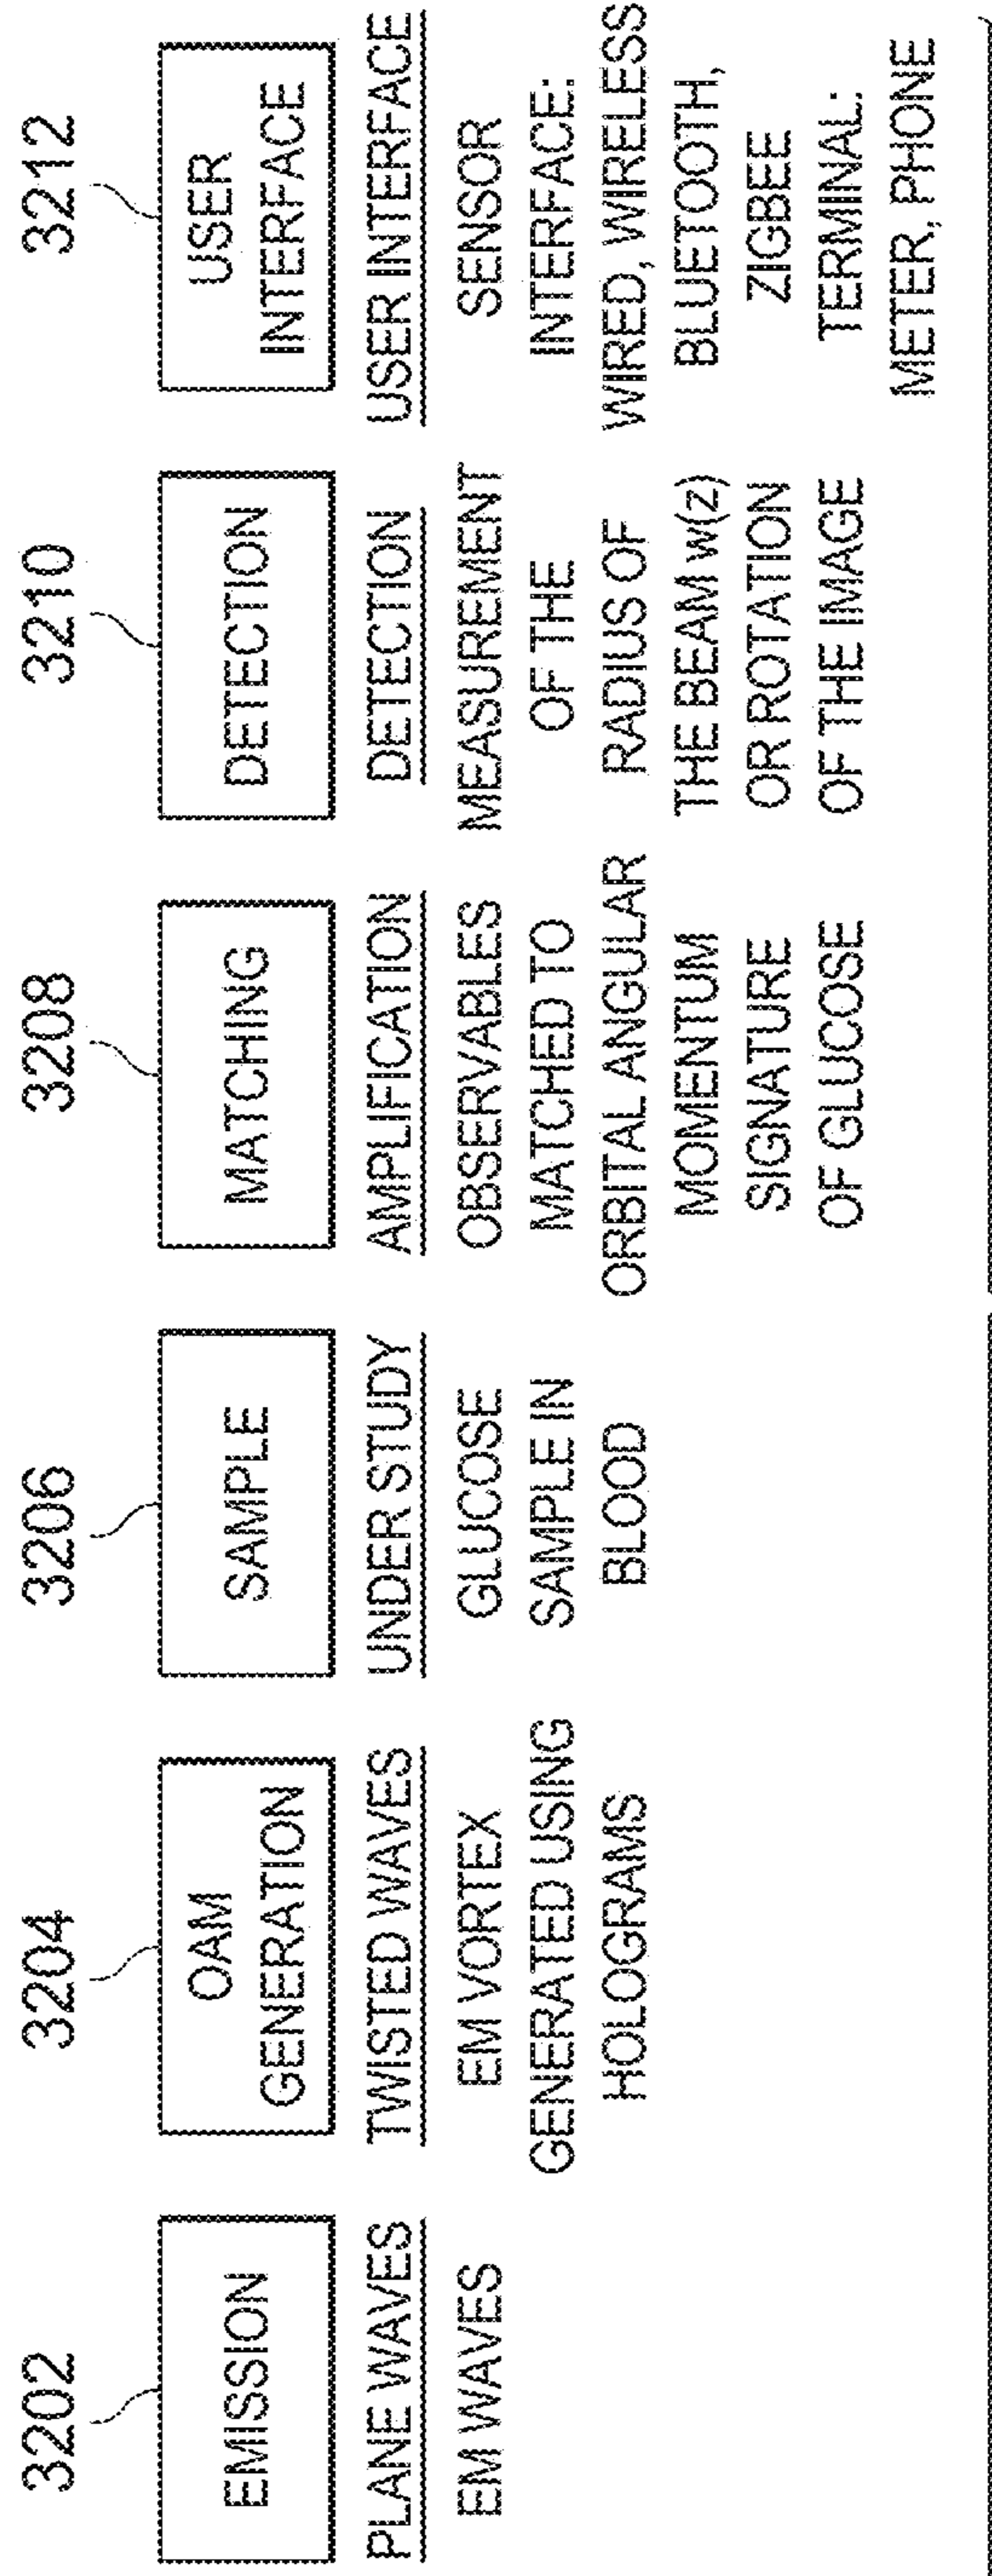 3202
EMISSION
PLANE WAVES
EM WAVES
3204
OAM
GENERATION
TWISTED WAVES
EM VORTEX
GENERATED USING
HOLOGRAMS
3206
SAMPLE
UNDER STUDY
GLUCOSE
SAMPLE IN
BLOOD
3208
MATCHING
AMPLIFICATION
OBSERVABLES
MATCHED TO
ORBITAL ANGULAR
MOMENTUM
SIGNATURE
OF GLUCOSE
3210
DETECTION
DETECTION
MEASUREMENT
OF THE
RADIUS OF
THE BEAM w(z)
OR ROTATION
OF THE IMAGE
3212
USER
INTERFACE
USER INTERFACE
SENSOR
INTERFACE:
WIRED, WIRELESS
BLUETOOTH,
ZIGBEE
TERMINAL:
METER, PHONE